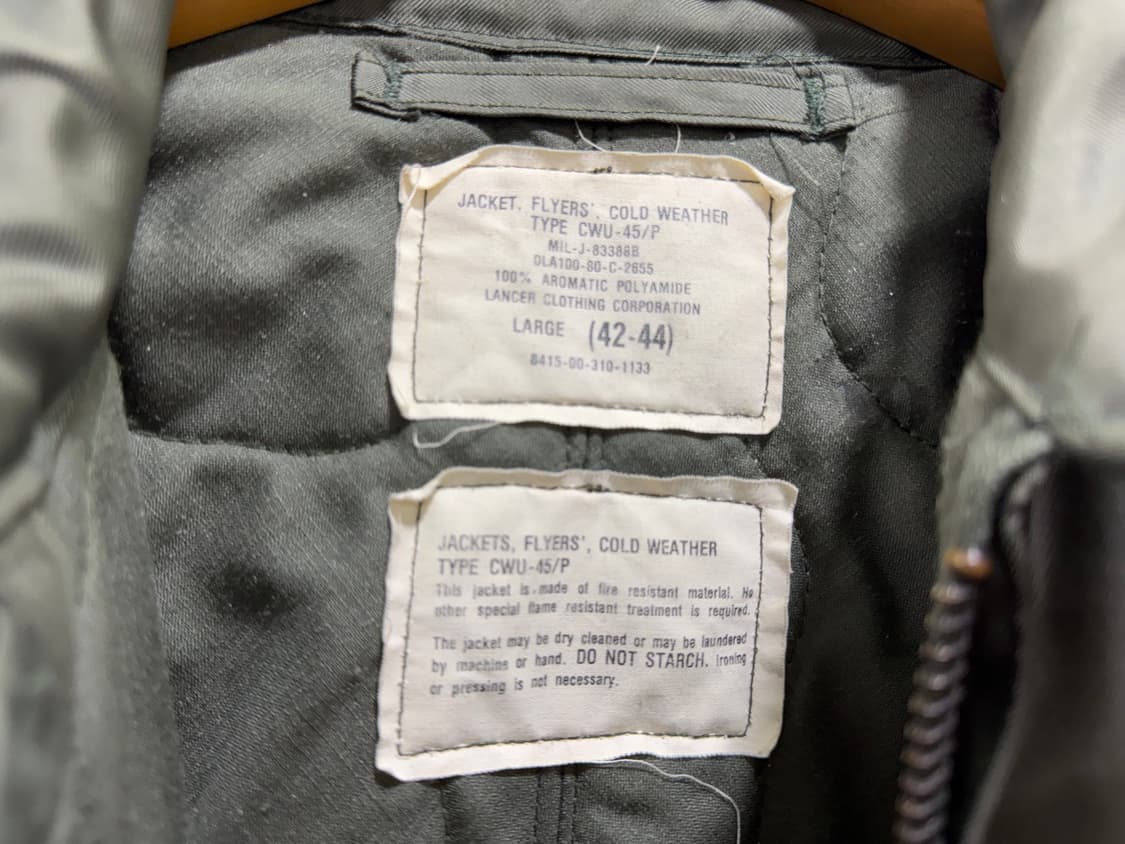 JACKET, FLYERS', COLD WEATHER
TYPE CWU-45/P
MIL-J-83388B
DLA100-80-C-2655
100% AROMATIC POLYAMIDE
LANCER CLOTHING CORPORATION
LARGE (42-44)
8415-00-310-1133
JACKETS, FLYERS', COLD WEATHER
TYPE CWU-45/P
This jacket is made of fire resistant material. No
other special flame resistant treatment is required.
The jacket may be dry cleaned or may be laundered
by machine or hand. DO NOT STARCH. Ironing
or pressing is not necessary.